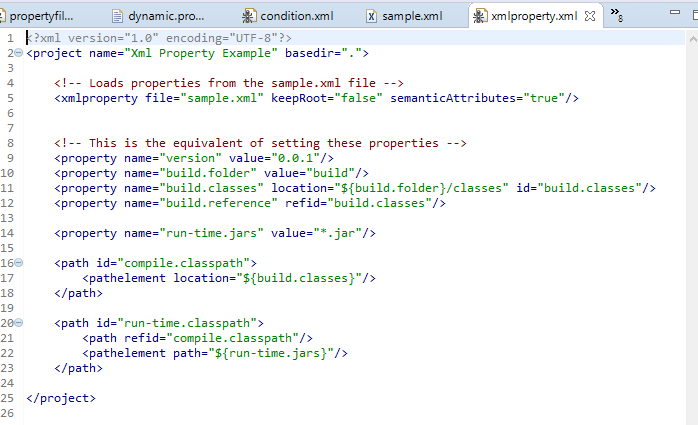 propertyfil... dynamic.pro... condition.xml sample.xml xmlproperty.xml »8
1 <?xml version="1.0" encoding="UTF-8"?>
2 <project name="Xml Property Example" basedir=".">
3
4 <!-- Loads properties from the sample.xml file -->
5 <xmlproperty file="sample.xml" keepRoot="false" semanticAttributes="true"/>
6
7
8 <!-- This is the equivalent of setting these properties -->
9 <property name="version" value="0.0.1"/>
10 <property name="build.folder" value="build"/>
11 <property name="build.classes" location="${build.folder}/classes" id="build.classes"/>
12 <property name="build.reference" refid="build.classes"/>
13
14 <property name="run-time.jars" value="*.jar"/>
15
16 <path id="compile.classpath">
17 <pathelement location="${build.classes}"/>
18 </path>
19
20 <path id="run-time.classpath">
21 <path refid="compile.classpath"/>
22 <pathelement path="${run-time.jars}"/>
23 </path>
24
25 </project>
26